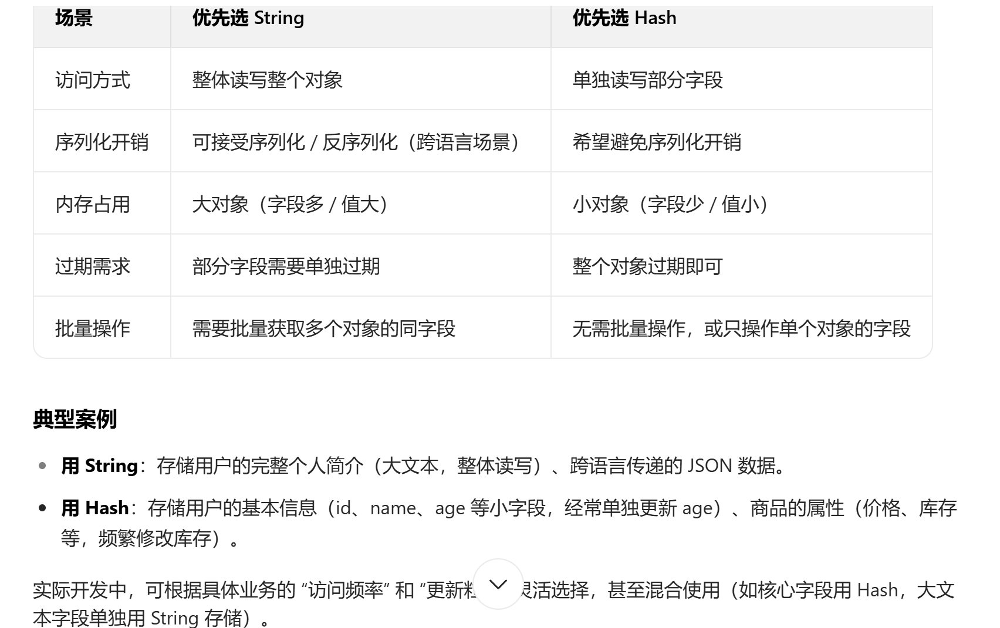 场景 优先选 String 优先选 Hash
访问方式 整体读写整个对象 单独读写部分字段
序列化开销 可接受序列化 / 反序列化（跨语言场景） 希望避免序列化开销
内存占用 大对象（字段多 / 值大） 小对象（字段少 / 值小）
过期需求 部分字段需要单独过期 整个对象过期即可
批量操作 需要批量获取多个对象的同字段 无需批量操作，或只操作单个对象的字段
典型案例
用 String：存储用户的完整个人简介（大文本，整体读写）、跨语言传递的 JSON 数据。
用 Hash：存储用户的基本信息（id、name、age 等小字段，经常单独更新 age）、商品的属性（价格、库存
等，频繁修改库存）。
实际开发中，可根据具体业务的 “访问频率” 和 “更新 灵活选择，甚至混合使用（如核心字段用 Hash，大文
本字段单独用 String 存储）。